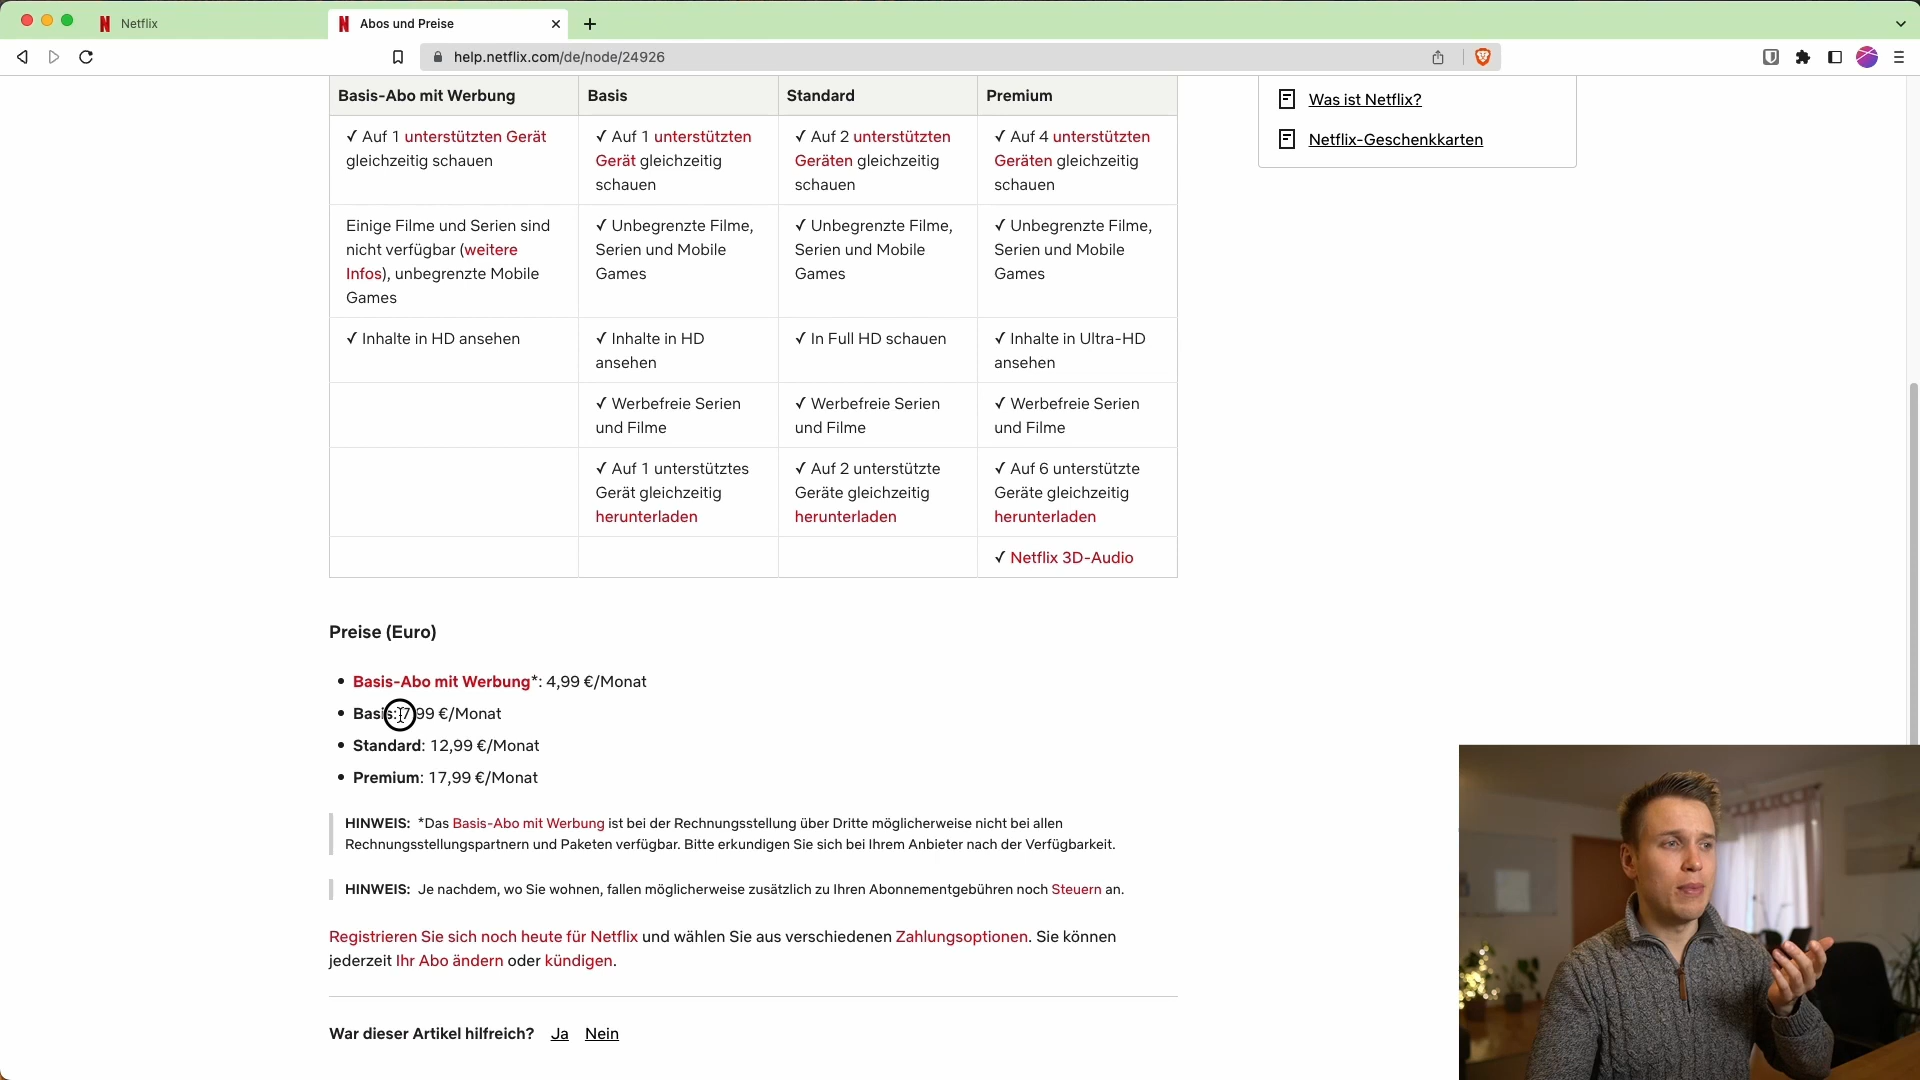 Netflix
Abos und Preise
help.netflix.com/de/node/24926
Basis-Abo mit Werbung
Basis
Standard
Premium
✓ Auf 1 unterstützten Gerät
gleichzeitig schauen
✓ Auf 1 unterstützten
Gerät gleichzeitig
schauen
✓ Auf 2 unterstützten
Geräten gleichzeitig
schauen
✓ Auf 4 unterstützten
Geräten gleichzeitig
schauen
Einige Filme und Serien sind
nicht verfügbar (weitere
Infos), unbegrenzte Mobile
Games
✓ Unbegrenzte Filme,
Serien und Mobile
Games
✓ Unbegrenzte Filme,
Serien und Mobile
Games
✓ Unbegrenzte Filme,
Serien und Mobile
Games
✓ Inhalte in HD ansehen
✓ Inhalte in HD
ansehen
✓ In Full HD schauen
✓ Inhalte in Ultra-HD
ansehen
✓ Werbefreie Serien
und Filme
✓ Werbefreie Serien
und Filme
✓ Werbefreie Serien
und Filme
✓ Auf 1 unterstütztes
Gerät gleichzeitig
herunterladen
✓ Auf 2 unterstützte
Geräte gleichzeitig
herunterladen
✓ Auf 6 unterstützte
Geräte gleichzeitig
herunterladen
✓ Netflix 3D-Audio
Was ist Netflix?
Netflix-Geschenkkarten
Preise (Euro)
• Basis-Abo mit Werbung*: 4,99 €/Monat
• Basis: 7,99 €/Monat
• Standard: 12,99 €/Monat
• Premium: 17,99 €/Monat
HINWEIS: *Das Basis-Abo mit Werbung ist bei der Rechnungsstellung über Dritte möglicherweise nicht bei allen
Rechnungsstellungspartnern und Paketen verfügbar. Bitte erkundigen Sie sich bei Ihrem Anbieter nach der Verfügbarkeit.
HINWEIS: Je nachdem, wo Sie wohnen, fallen möglicherweise zusätzlich zu Ihren Abonnementgebühren noch Steuern an.
Registrieren Sie sich noch heute für Netflix und wählen Sie aus verschiedenen Zahlungsoptionen. Sie können
jederzeit Ihr Abo ändern oder kündigen.
War dieser Artikel hilfreich? Ja Nein